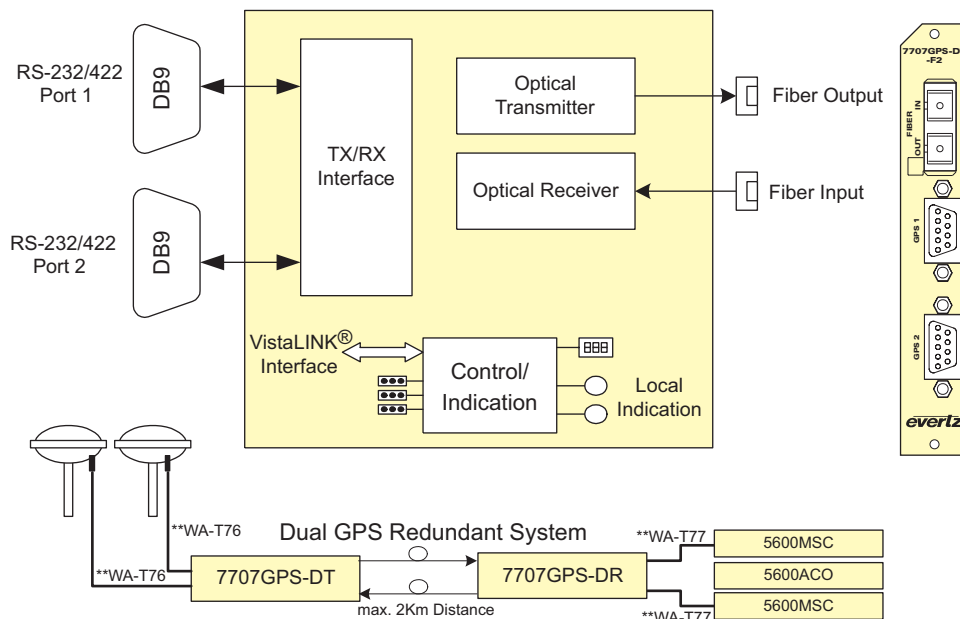 RS-232/422
Port 1
DB9
TX/RX
Interface
Optical
Transmitter
Fiber Output
Optical Receiver
Fiber Input
RS-232/422
Port 2
DB9
VistaLINK®
Interface
Control/
Indication
Local
Indication
7707GPS-D
-F2
FIBER
IN
OUT
GPS 1
GPS 2
evertz
**WA-T76
**WA-T76
Dual GPS Redundant System
7707GPS-DT
max. 2Km Distance
7707GPS-DR
**WA-T77
**WA-T77
5600MSC
5600ACO
5600MSC